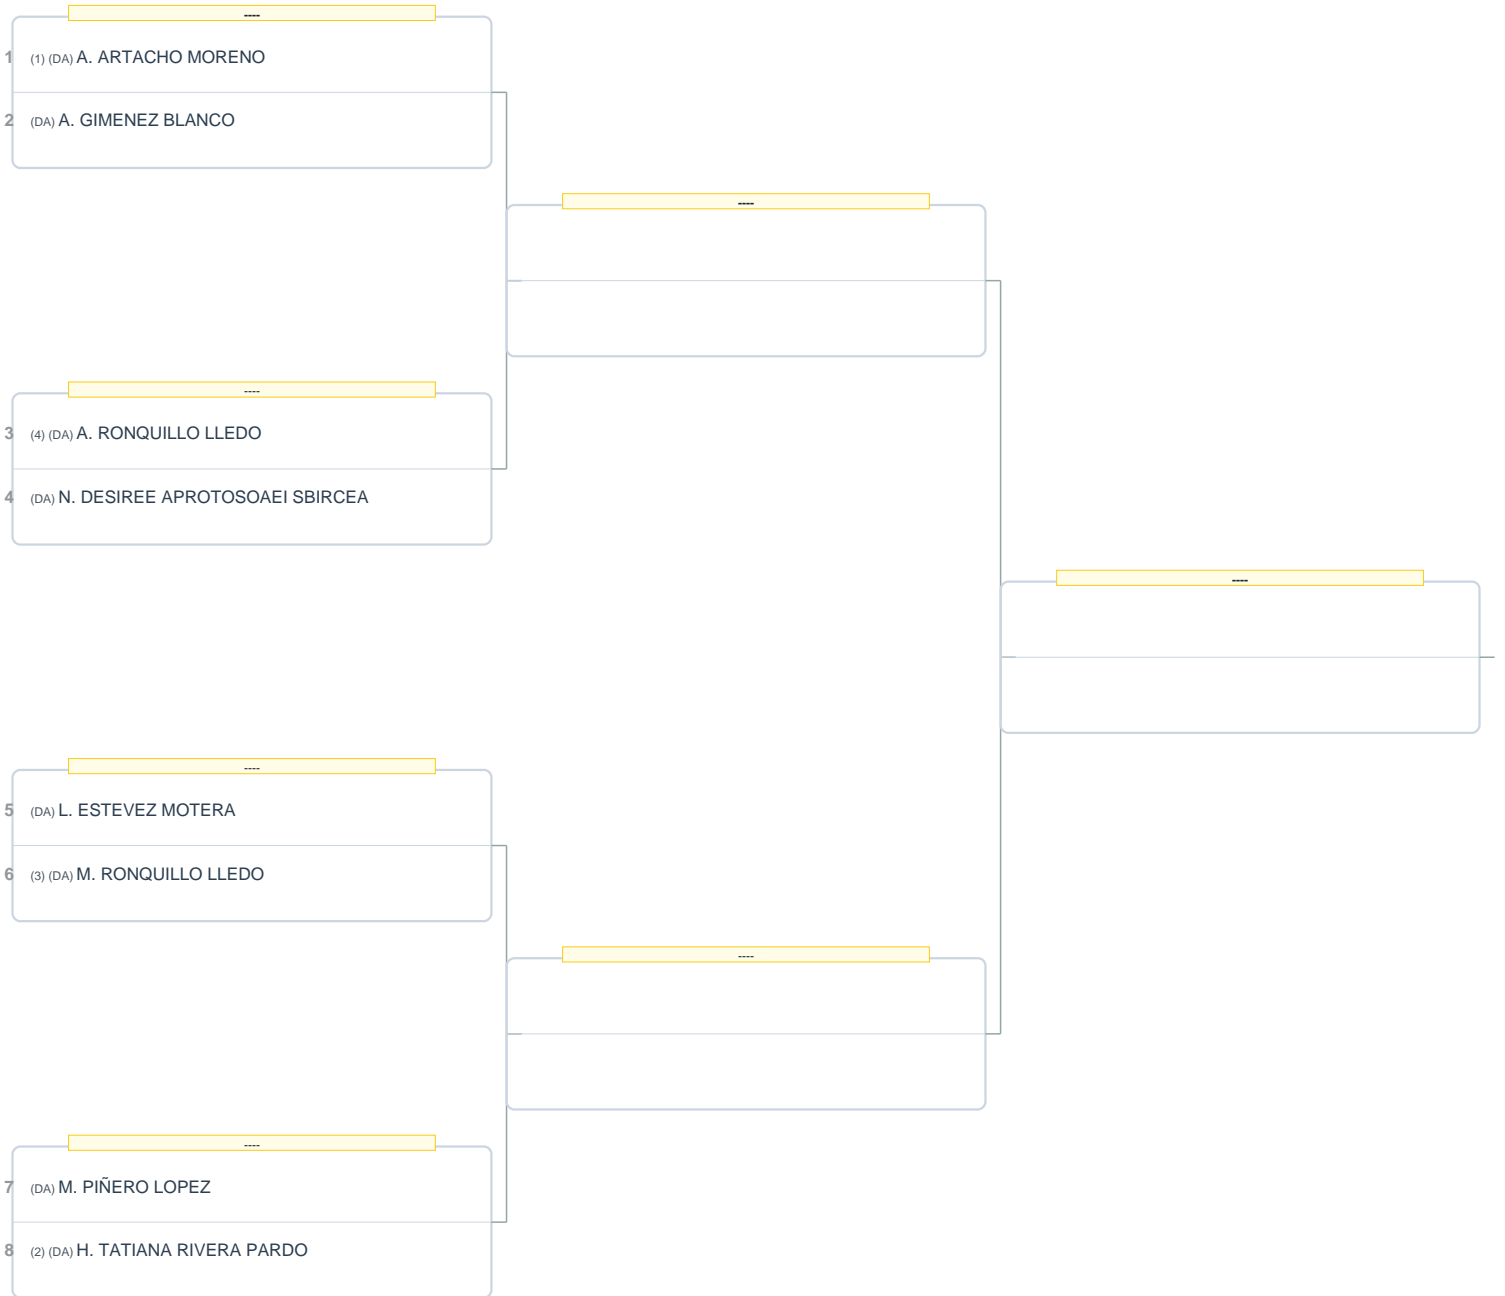 ----
1 (1) (DA) A. ARTACHO MORENO
2 (DA) A. GIMENEZ BLANCO
----
----
3 (4) (DA) A. RONQUILLO LLEDO
4 (DA) N. DESIREE APROTOSOAEI SBIRCEA
----
----
5 (DA) L. ESTEVEZ MOTERA
6 (3) (DA) M. RONQUILLO LLEDO
----
----
7 (DA) M. PIÑERO LOPEZ
8 (2) (DA) H. TATIANA RIVERA PARDO